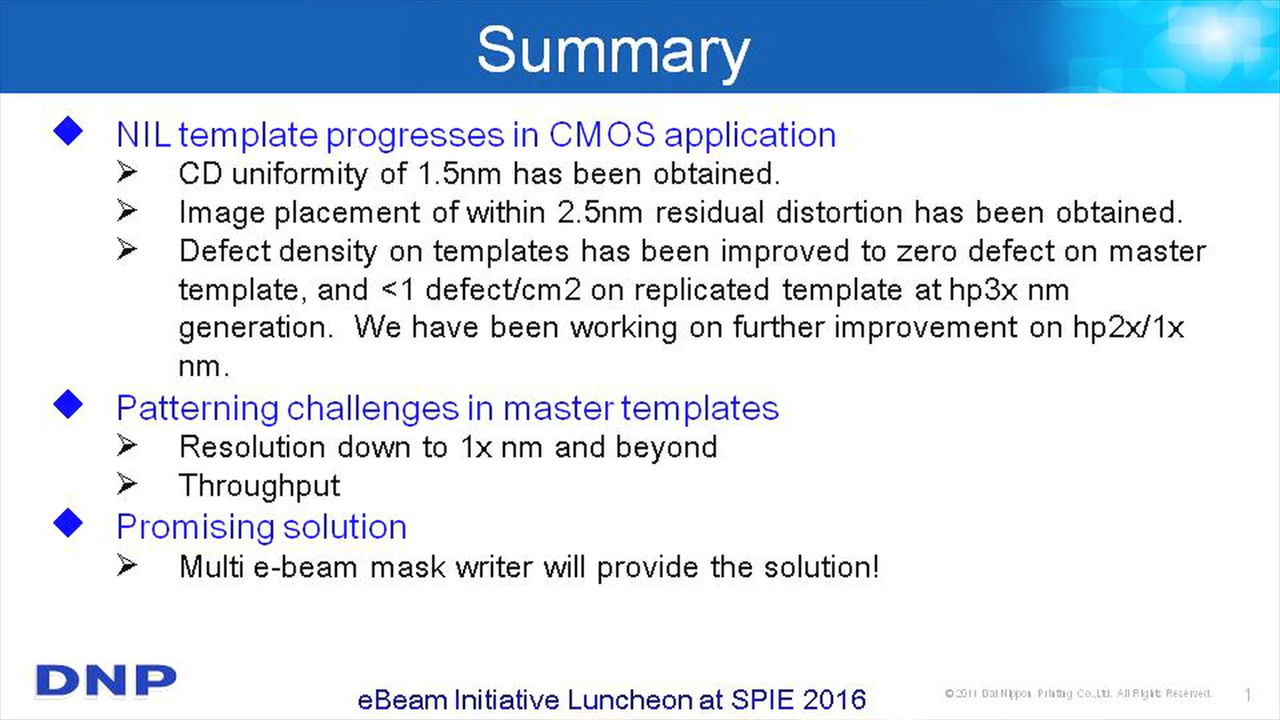 Summary
NIL template progresses in CMOS application
CD uniformity of 1.5nm has been obtained.
Image placement of within 2.5nm residual distortion has been obtained.
Defect density on templates has been improved to zero defect on master
template, and <1 defect/cm2 on replicated template at hp3x nm
generation. We have been working on further improvement on hp2x/1x
nm.
Patterning challenges in master templates
Resolution down to 1x nm and beyond
Throughput
Promising solution
Multi e-beam mask writer will provide the solution!
DNP
eBeam Initiative Luncheon at SPIE 2016
©2011 Dai Nippon Printing Co.,Ltd. All Rights Reserved.
1